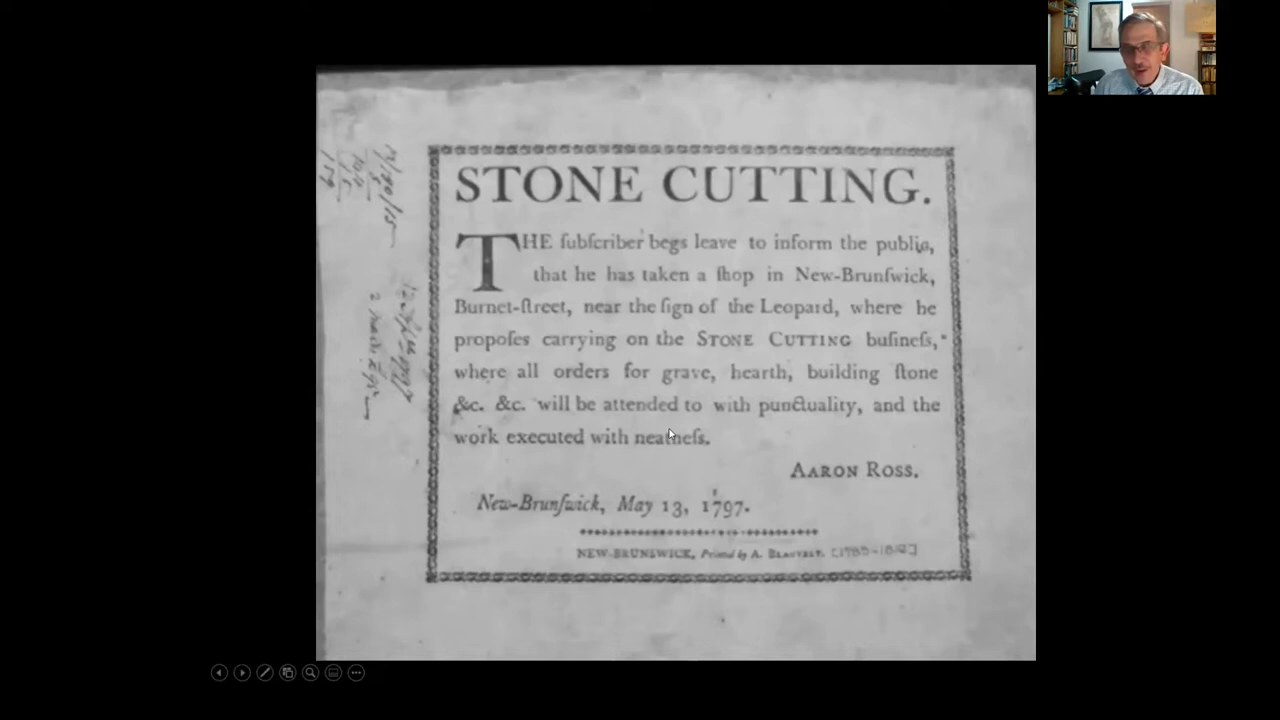 STONE CUTTING.
THE ſubſcriber begs leave to inform the public,
that he has taken a ſhop in New-Brunſwick,
Burnet-ſtreet, near the ſign of the Leopard, where he
propoſes carrying on the STONE CUTTING buſineſs,
where all orders for grave, hearth, building ſtone
&c. &c. will be attended to with punctuality, and the
work executed with neatneſs.
AARON ROSS.
New-Brunſwick, May 13, 1797.
NEW-BRUNSWICK, Printed by A. BLAUVELT.